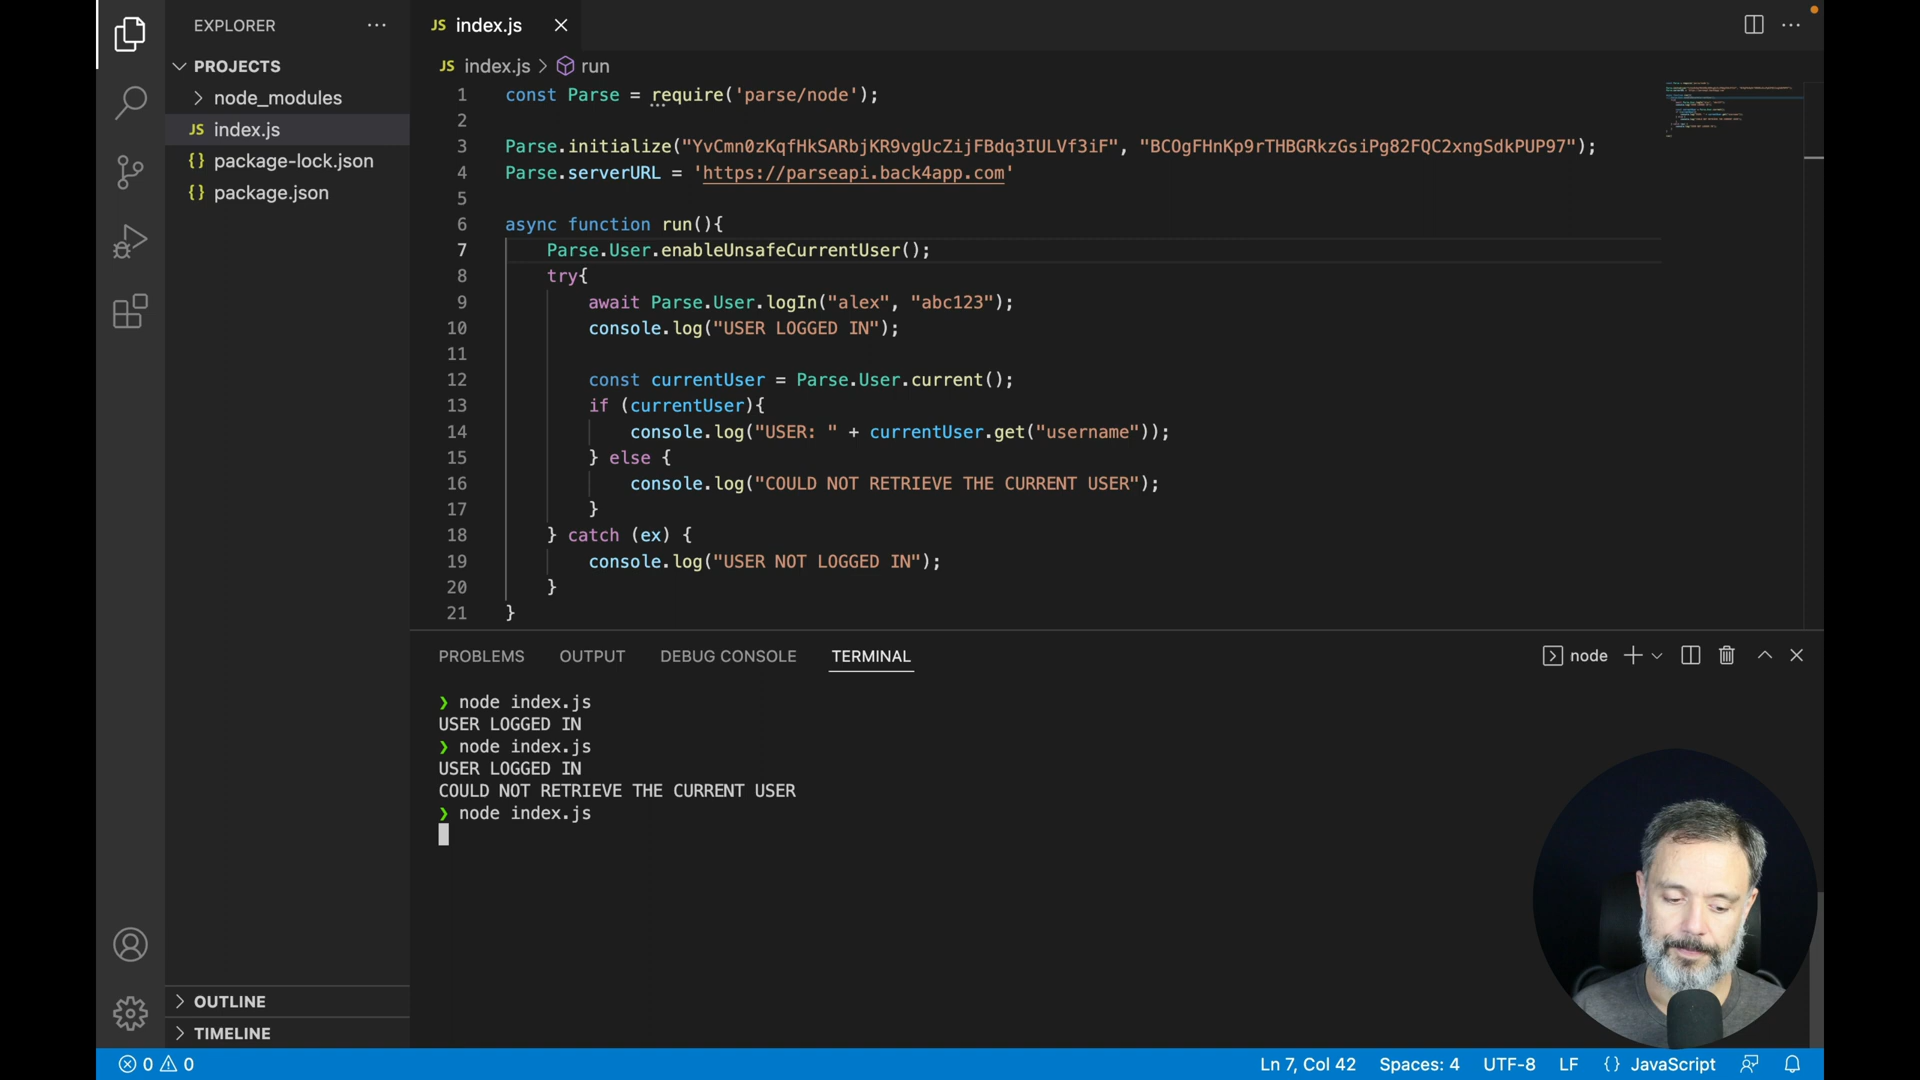 EXPLORER
PROJECTS
node_modules
JS index.js
{} package-lock.json
{} package.json
OUTLINE
TIMELINE
JS index.js
JS index.js > run
1 const Parse = require('parse/node');
2
3 Parse.initialize("YvCmn0zKqfHkSARbjKR9vgUcZijFBdq3IULVf3iF", "BCOgFHnKp9rTHBGRkzGsiPg82FQC2xngSdkPUP97");
4 Parse.serverURL = 'https://parseapi.back4app.com'
5
6 async function run(){
7 Parse.User.enableUnsafeCurrentUser();
8 try{
9 await Parse.User.logIn("alex", "abc123");
10 console.log("USER LOGGED IN");
11
12 const currentUser = Parse.User.current();
13 if (currentUser){
14 console.log("USER: " + currentUser.get("username"));
15 } else {
16 console.log("COULD NOT RETRIEVE THE CURRENT USER");
17 }
18 } catch (ex) {
19 console.log("USER NOT LOGGED IN");
20 }
21 }
PROBLEMS OUTPUT DEBUG CONSOLE TERMINAL node
❯ node index.js
USER LOGGED IN
❯ node index.js
USER LOGGED IN
COULD NOT RETRIEVE THE CURRENT USER
❯ node index.js
0 0 Ln 7, Col 42 Spaces: 4 UTF-8 LF {} JavaScript